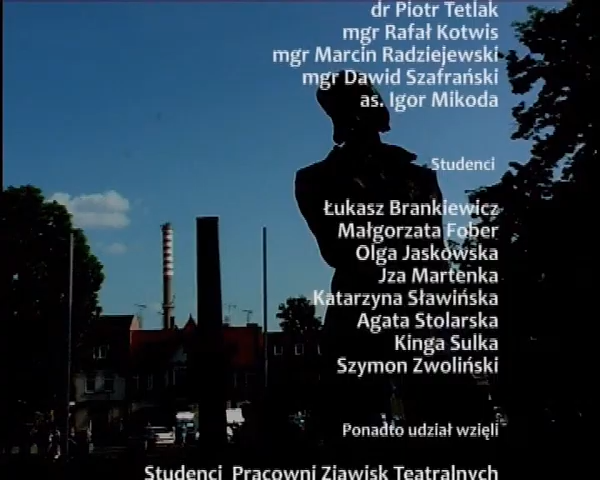 dr Piotr Tetlak
mgr Rafał Kotwis
mgr Marcin Radziejewski
mgr Dawid Szafrański
as. Igor Mikoda
Studenci
Łukasz Brankiewicz
Małgorzata Fober
Olga Jaskowska
Jza Martenka
Katarzyna Sławińska
Agata Stolarska
Kinga Sulka
Szymon Zwoliński
Ponadto udział wzięli
Studenci Pracowni Zjawisk Teatralnych